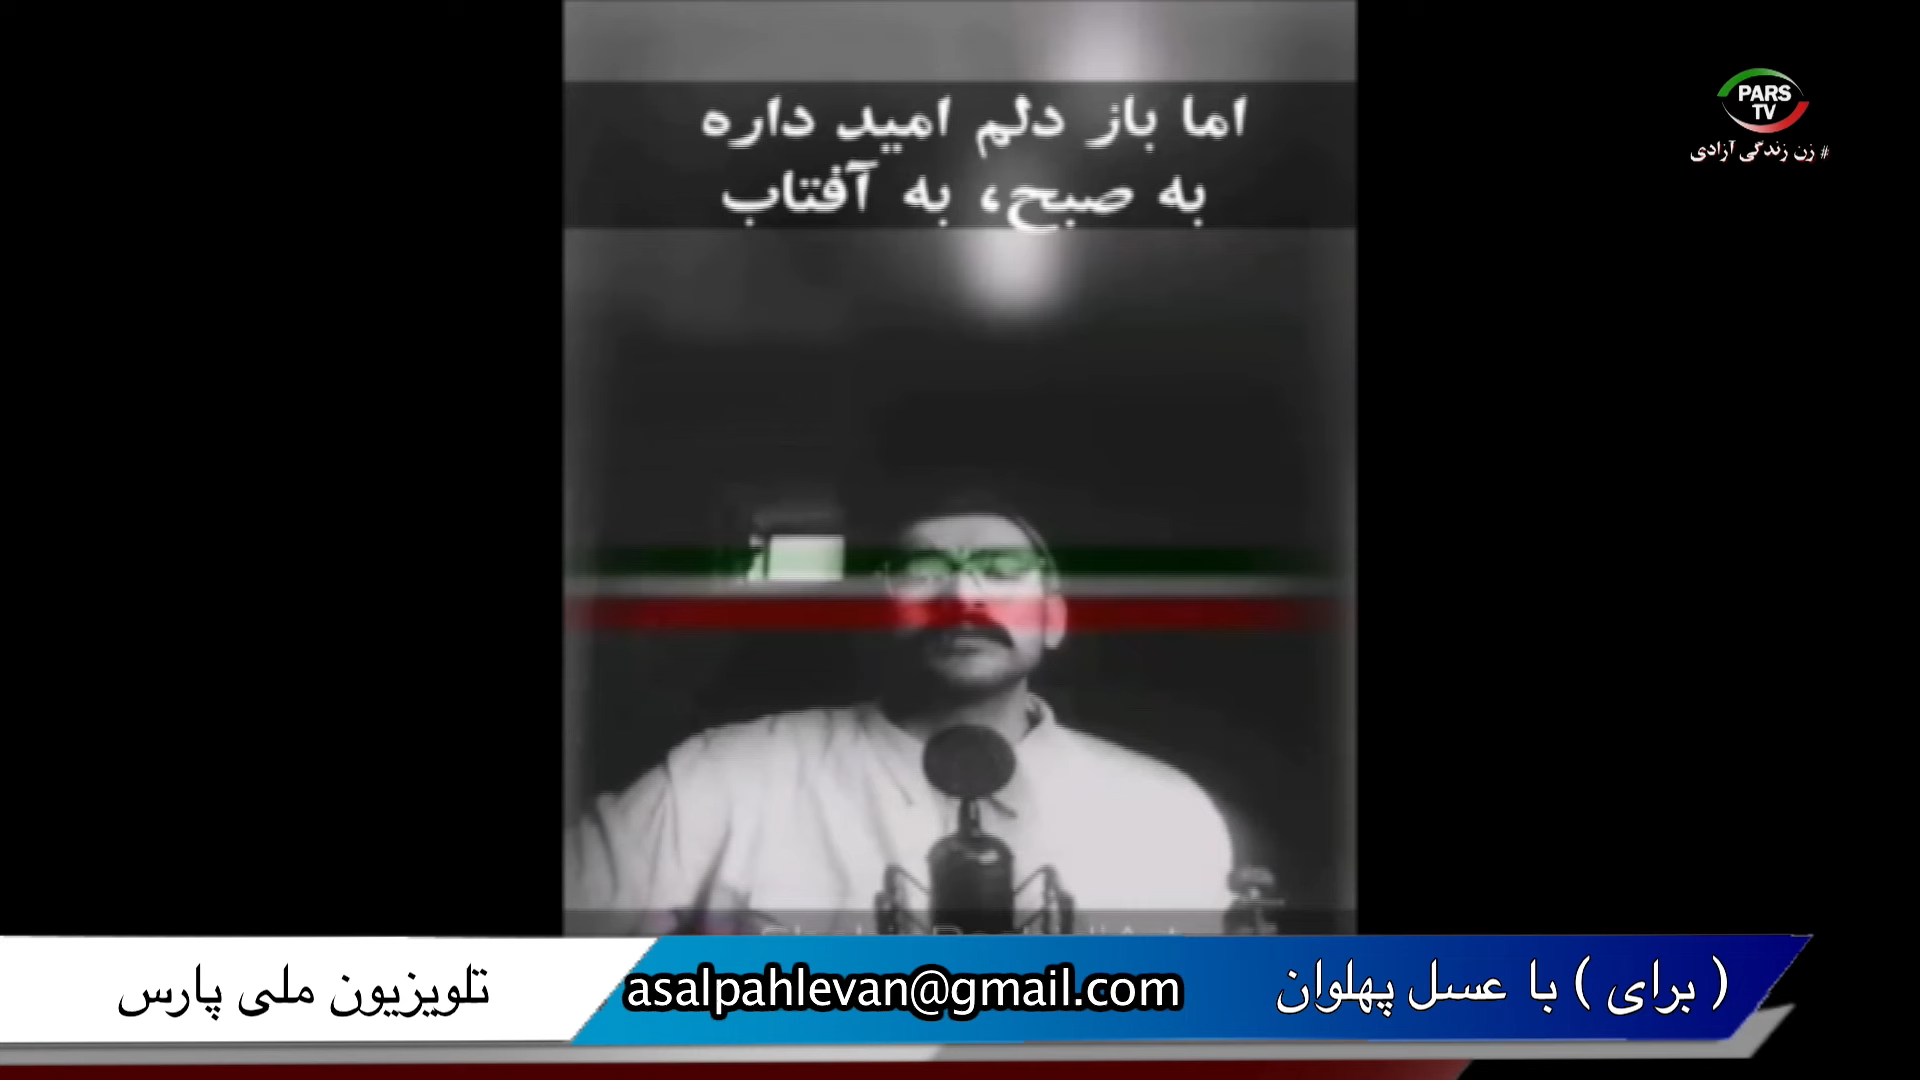 اما باز دلم امید داره
به صبح، به آفتاب
PARS
TV
# زن زندگی آزادی
( برای ) با عسل پهلوان
asalpahlevan@gmail.com
تلویزیون ملی پارس